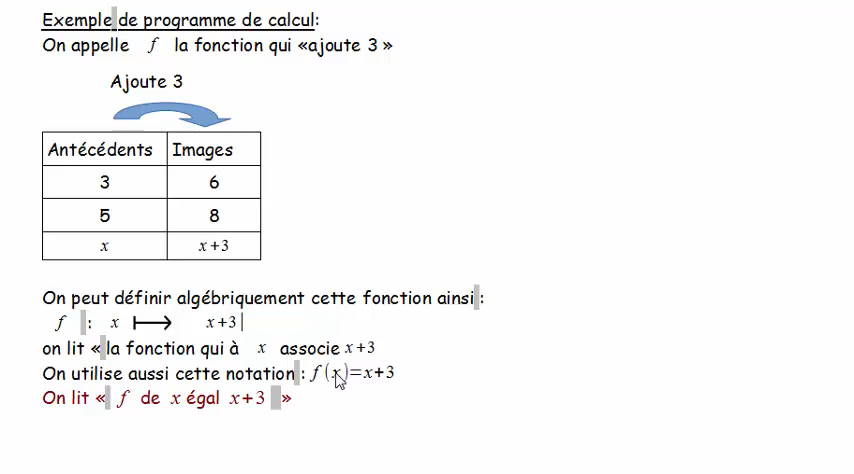 Exemple de programme de calcul:
On appelle f la fonction qui «ajoute 3 »
Ajoute 3
Antécédents Images
3 6
5 8
x x+3
On peut définir algébriquement cette fonction ainsi :
f : x ⟼ x+3
on lit « la fonction qui à x associe x+3
On utilise aussi cette notation : f(x)=x+3
On lit « f de x égal x+3 »